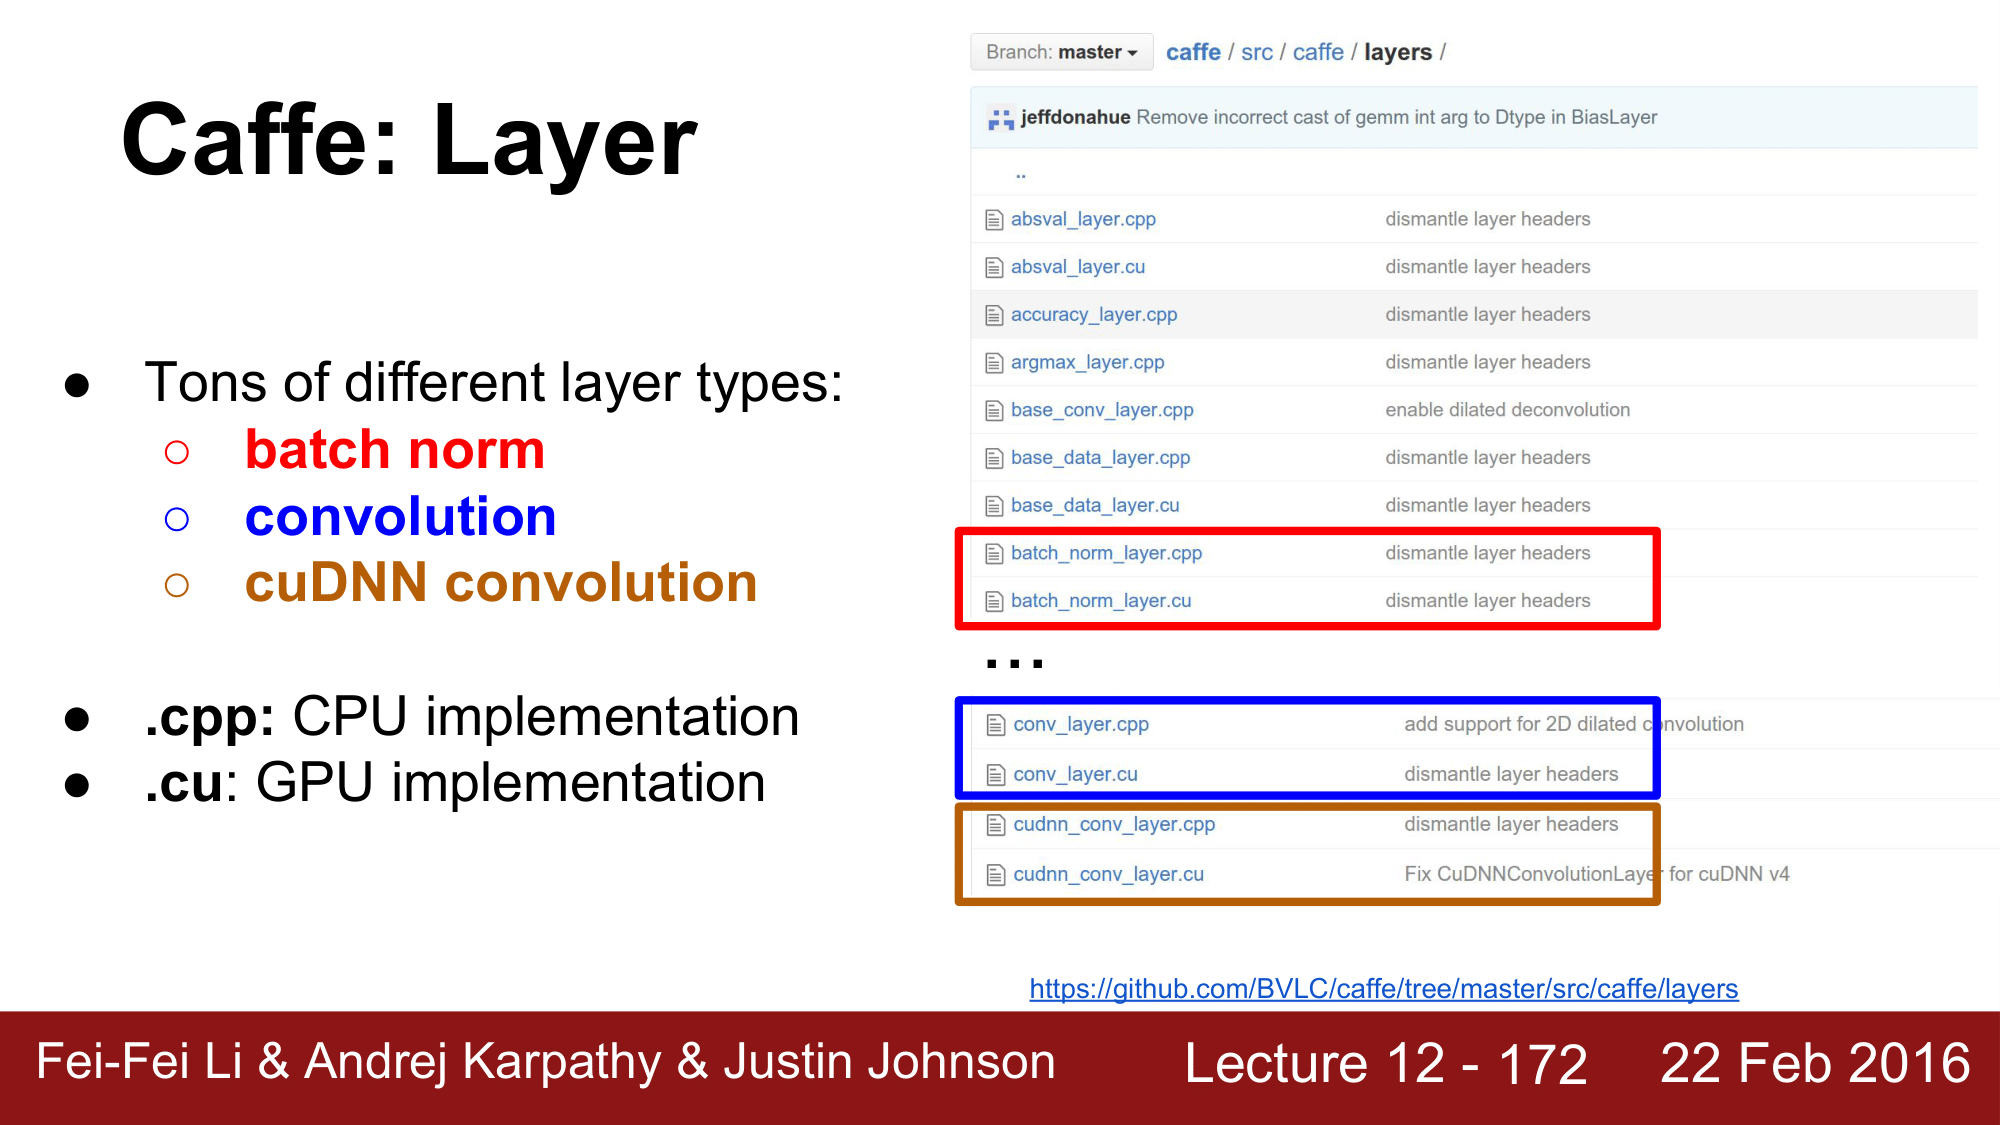 Caffe: Layer
● Tons of different layer types:
○ batch norm
○ convolution
○ cuDNN convolution
● .cpp: CPU implementation
● .cu: GPU implementation
Branch: master caffe / src / caffe / layers /
jeffdonahue Remove incorrect cast of gemm int arg to Dtype in BiasLayer
..
absval_layer.cpp dismantle layer headers
absval_layer.cu dismantle layer headers
accuracy_layer.cpp dismantle layer headers
argmax_layer.cpp dismantle layer headers
base_conv_layer.cpp enable dilated deconvolution
base_data_layer.cpp dismantle layer headers
base_data_layer.cu dismantle layer headers
batch_norm_layer.cpp dismantle layer headers
batch_norm_layer.cu dismantle layer headers
...
conv_layer.cpp add support for 2D dilated convolution
conv_layer.cu dismantle layer headers
cudnn_conv_layer.cpp dismantle layer headers
cudnn_conv_layer.cu Fix CuDNNConvolutionLayer for cuDNN v4
https://github.com/BVLC/caffe/tree/master/src/caffe/layers
Fei-Fei Li & Andrej Karpathy & Justin Johnson Lecture 12 - 172 22 Feb 2016